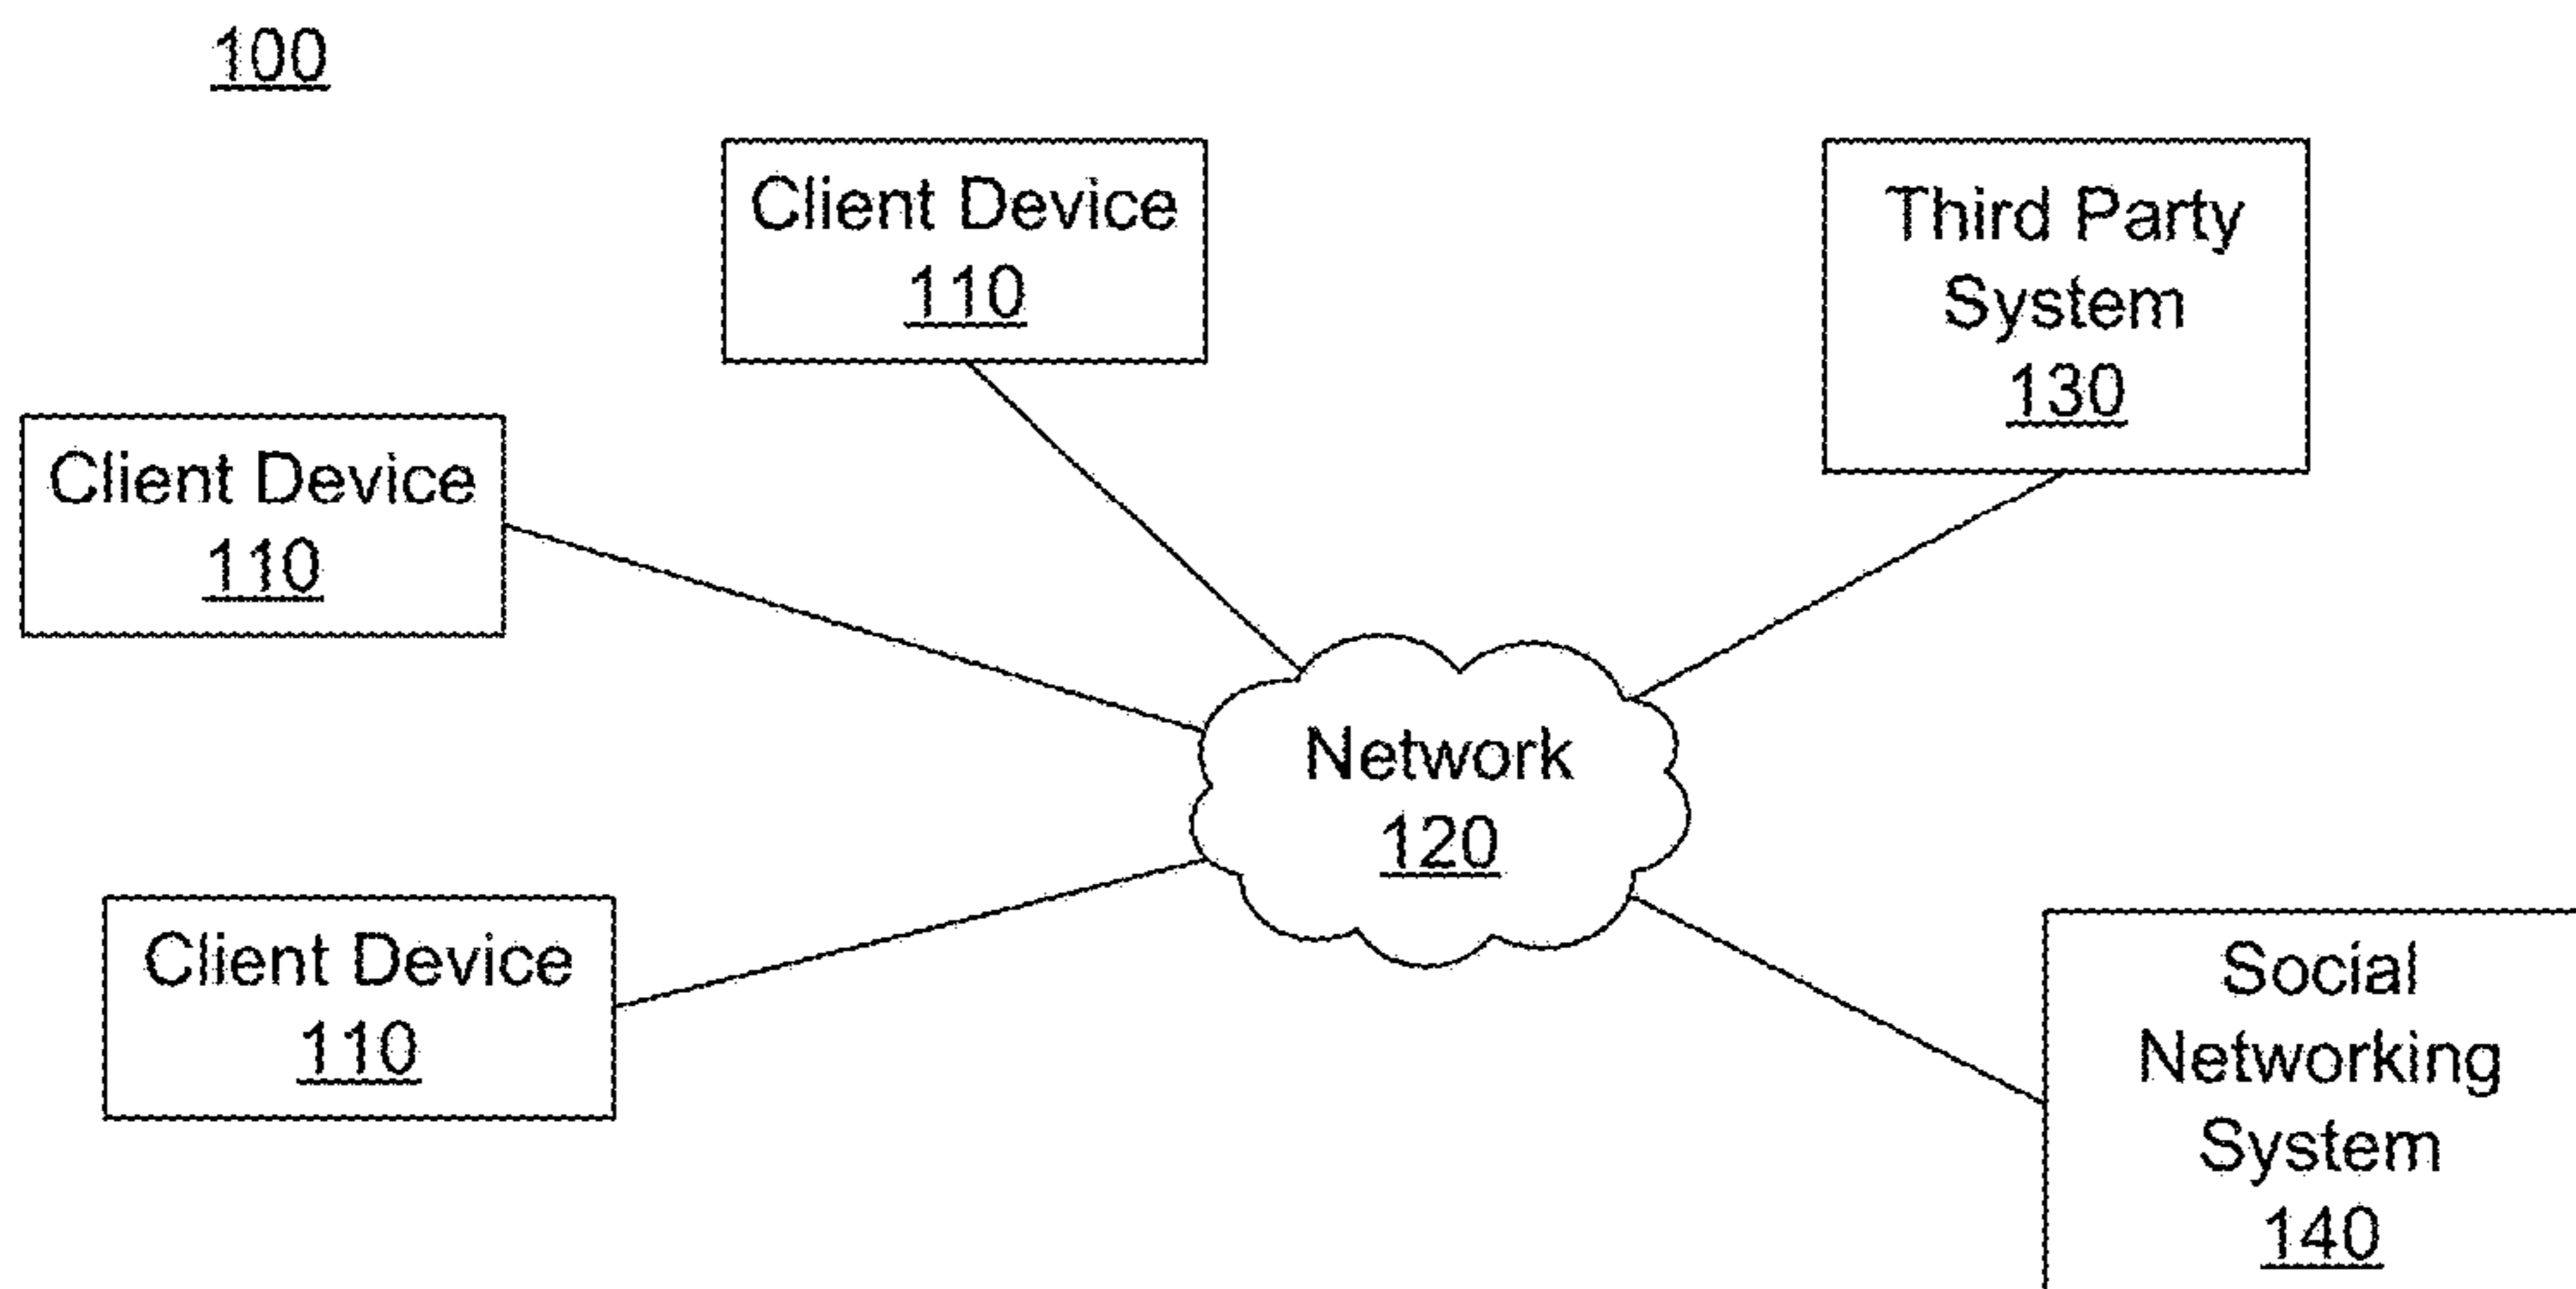 100
Client Device
110
Third Party
System
130
Client Device
110
Network
120
Client Device
110
Social
Networking
System
140